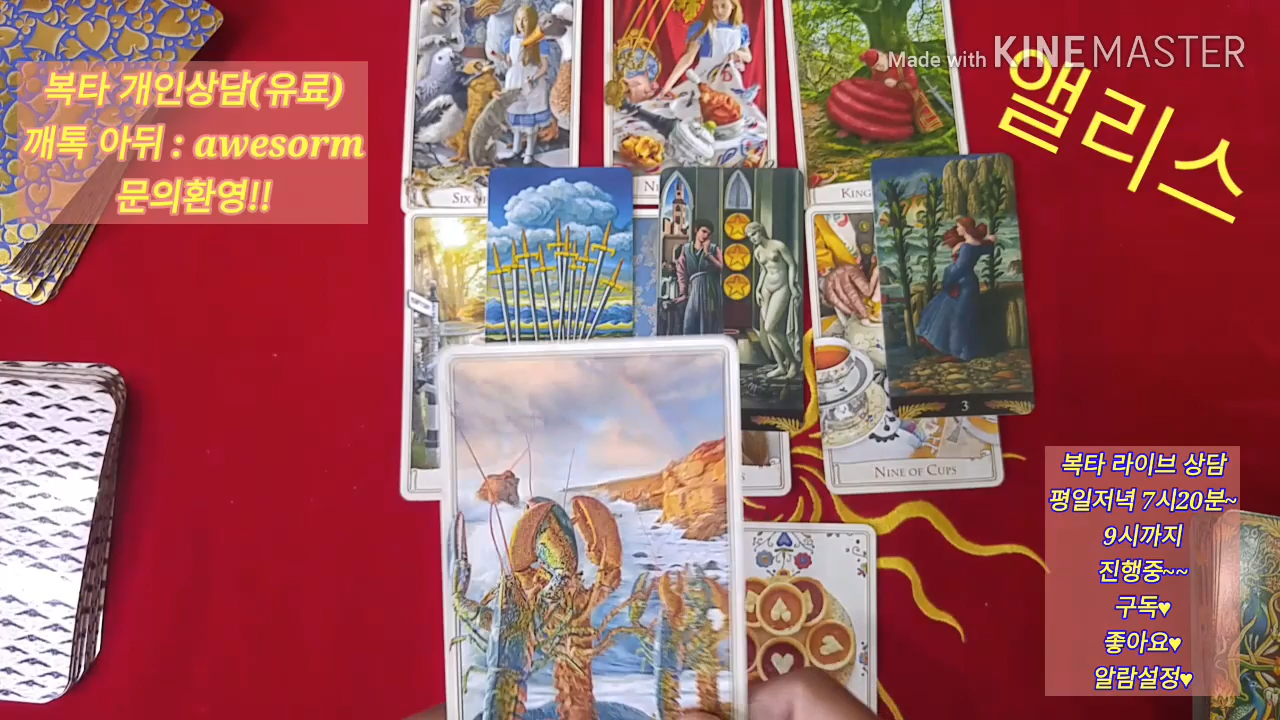 복타 개인상담(유료)
깨톡 아뒤 : awesorm
문의환영!!
Made with KINEMASTER
앨리스
SIX
KING
NINE OF CUPS
3
복타 라이브 상담
평일저녁 7시20분~
9시까지
진행중~~
구독♥
좋아요♥
알람설정♥